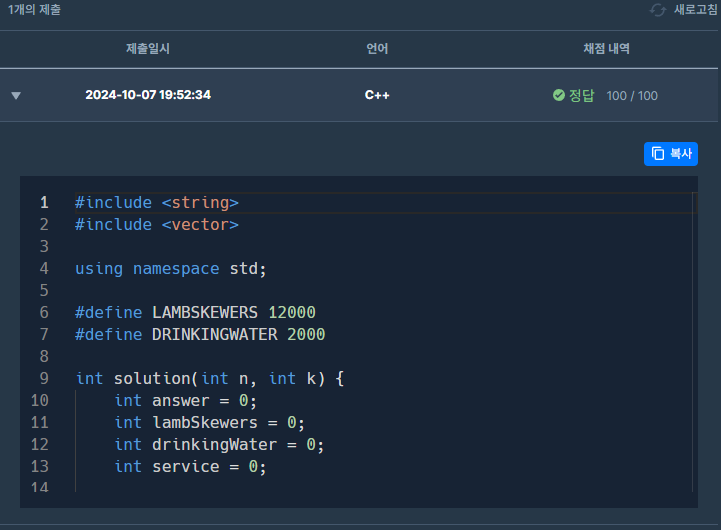 1개의 제출 새로고침
제출일시 언어 채점 내역
2024-10-07 19:52:34 C++ 정답 100 / 100
복사
1 #include <string>
2 #include <vector>
3
4 using namespace std;
5
6 #define LAMBSKEWERS 12000
7 #define DRINKINGWATER 2000
8
9 int solution(int n, int k) {
10 int answer = 0;
11 int lambSkewers = 0;
12 int drinkingWater = 0;
13 int service = 0;
14